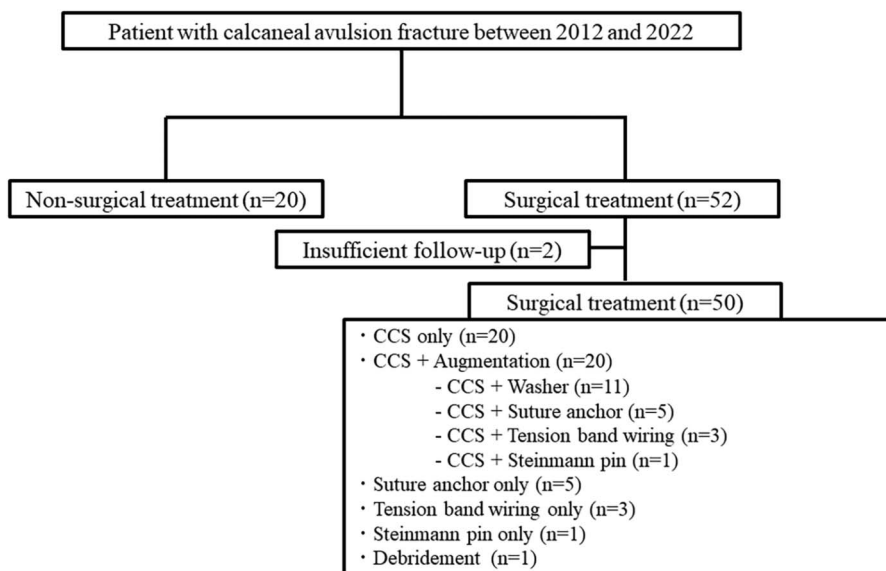 Patient with calcaneal avulsion fracture between 2012 and 2022
Non-surgical treatment (n=20)
Surgical treatment (n=52)
Insufficient follow-up (n=2)
Surgical treatment (n=50)
・CCS only (n=20)
・CCS + Augmentation (n=20)
- CCS + Washer (n=11)
- CCS + Suture anchor (n=5)
- CCS + Tension band wiring (n=3)
- CCS + Steinmann pin (n=1)
・Suture anchor only (n=5)
・Tension band wiring only (n=3)
・Steinmann pin only (n=1)
・Debridement (n=1)